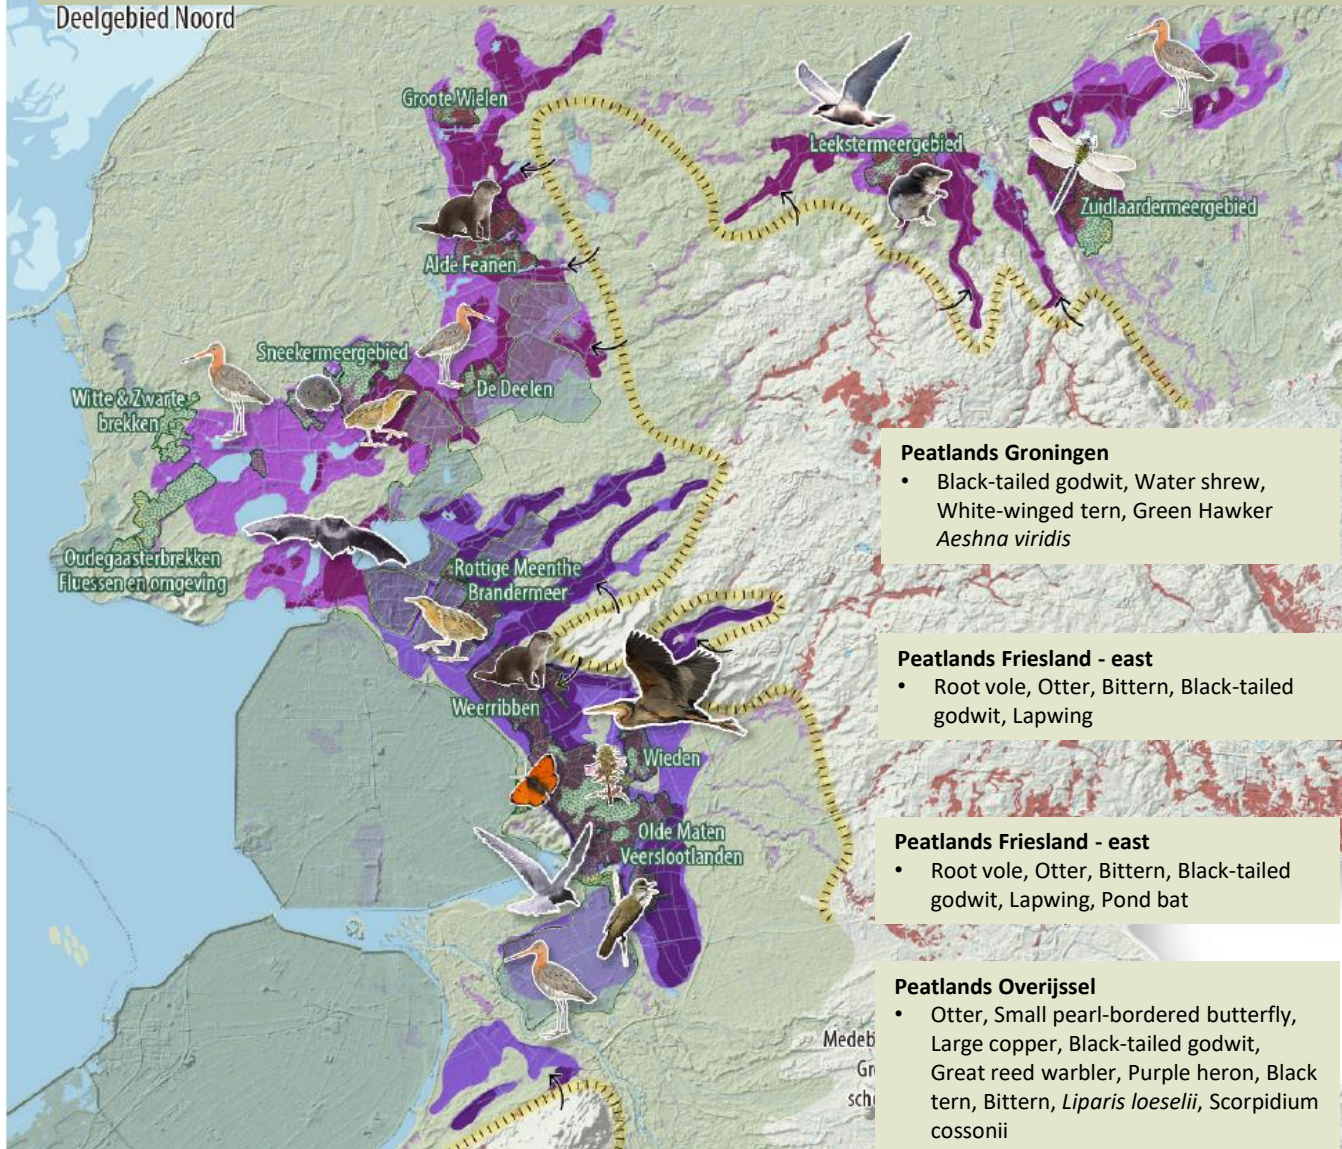 Deelgebied Noord
Groote Wielen
Leekstermeergebied
Zuidlaardermeergebied
Alde Feanen
Sneekermeergebied
De Deelen
Witte & Zwarte
brekken
Oudegaasterbrekken
Fluessen en omgeving
Rottige Meenthe
Brandermeer
Weerribben
Wieden
Olde Maten
Veerslootlanden
Peatlands Groningen
• Black-tailed godwit, Water shrew,
White-winged tern, Green Hawker
Aeshna viridis
Peatlands Friesland - east
• Root vole, Otter, Bittern, Black-tailed
godwit, Lapwing
Peatlands Friesland - east
• Root vole, Otter, Bittern, Black-tailed
godwit, Lapwing, Pond bat
Peatlands Overijssel
• Otter, Small pearl-bordered butterfly,
Large copper, Black-tailed godwit,
Great reed warbler, Purple heron, Black
tern, Bittern, Liparis loeselii, Scorpidium
cossonii
Medeb
Gr
sch